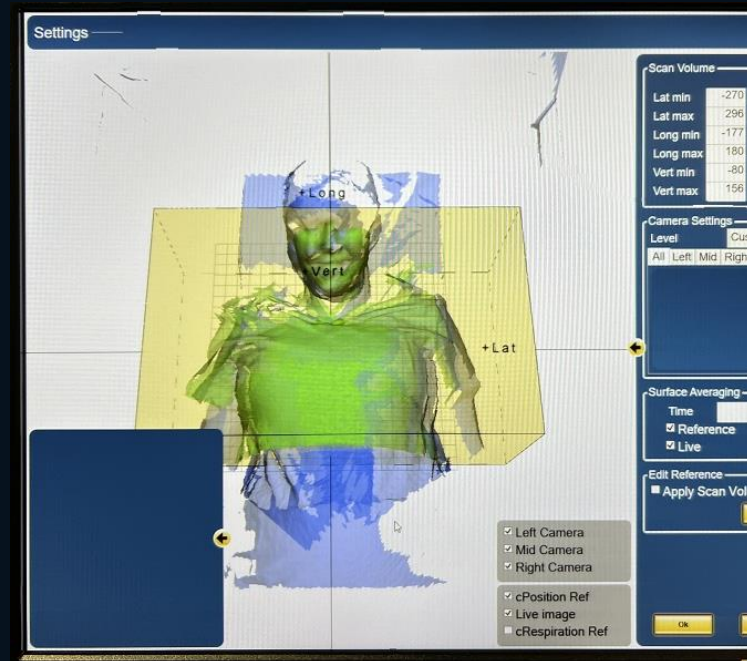 Settings
Scan Volume
Lat min -270
Lat max 296
Long min -177
Long max 180
Vert min -80
Vert max 156
Camera Settings
Level Cus
All Left Mid Righ
Surface Averaging
Time
Reference
Live
Edit Reference
Apply Scan Vol
+Long
+Vert
+Lat
Left Camera
Mid Camera
Right Camera
cPosition Ref
Live image
cRespiration Ref
Ok